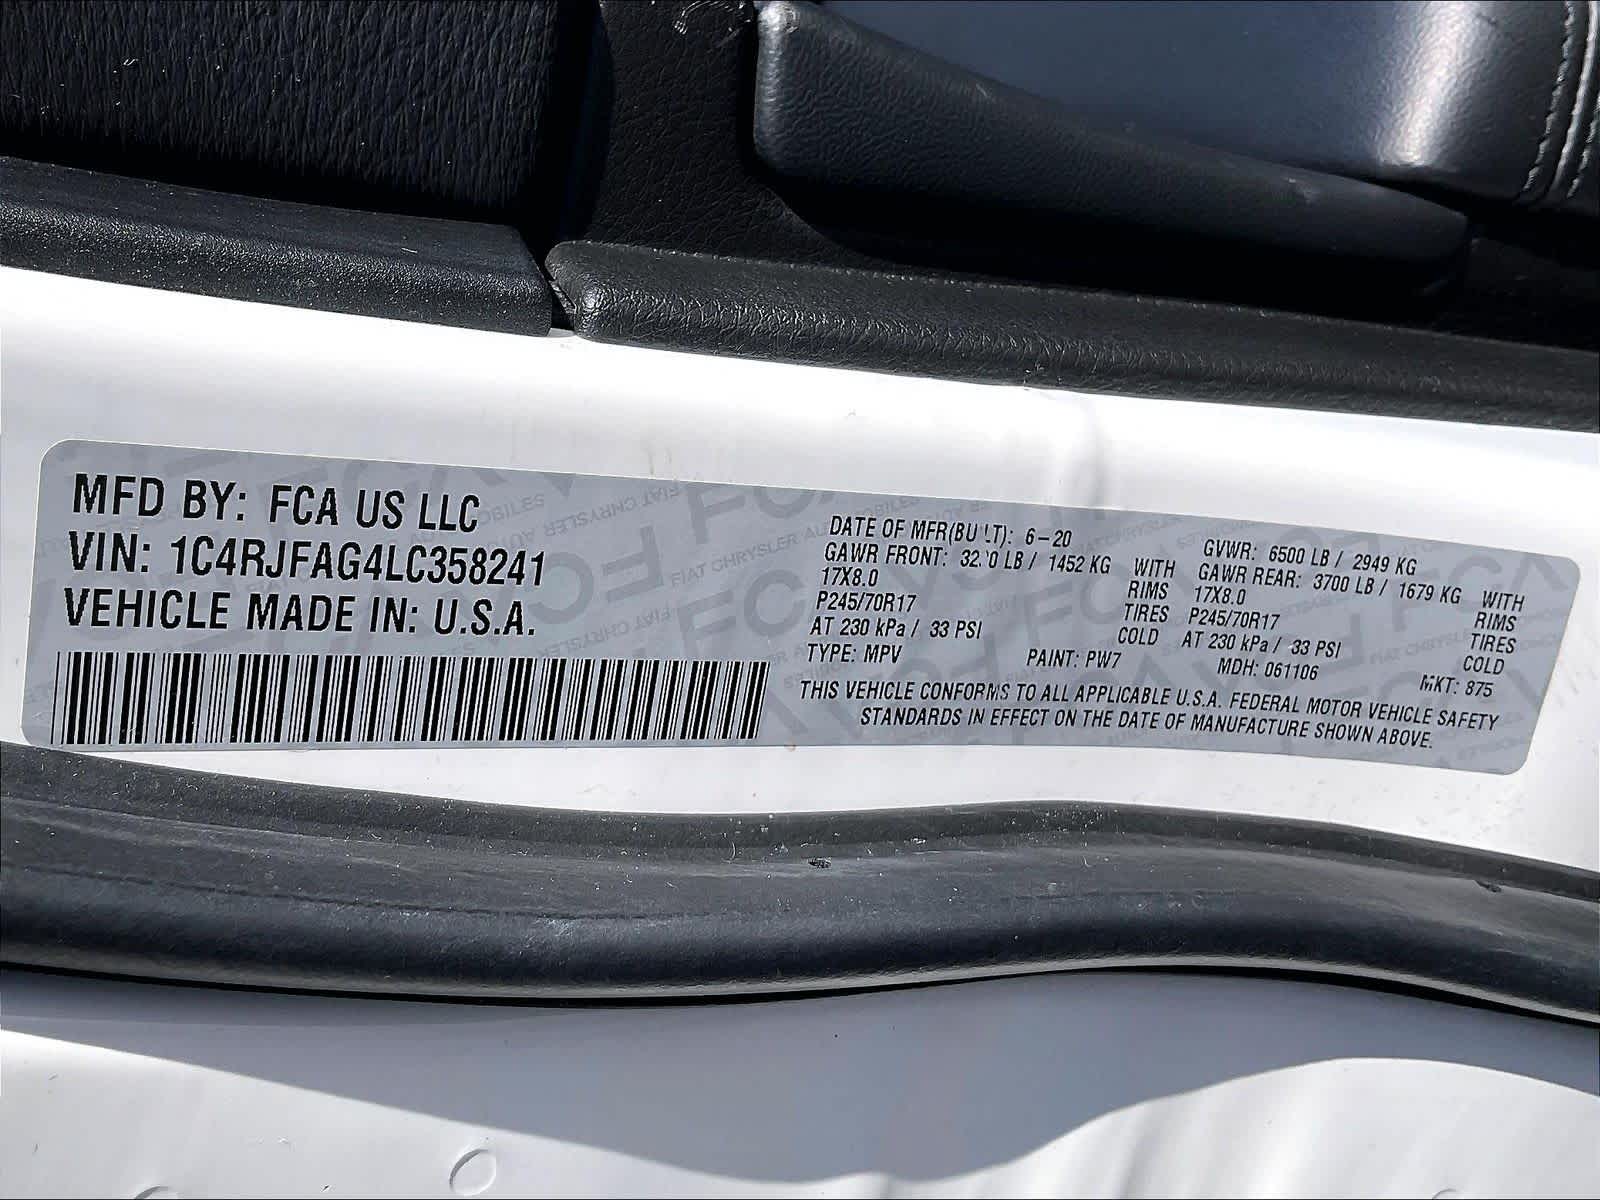 MFD BY: FCA US LLC
VIN: 1C4RJFAG4LC358241
VEHICLE MADE IN: U.S.A.
DATE OF MFR(BU LT): 6-20
GVWR: 6500 LB / 2949 KG
GAWR FRONT: 32 0 LB / 1452 KG WITH
GAWR REAR: 3700 LB / 1679 KG WITH
17X8.0 RIMS 17X8.0 RIMS
P245/70R17 TIRES P245/70R17 TIRES
AT 230 kPa / 33 PSI COLD AT 230 kPa / 33 PSI COLD
TYPE: MPV PAINT: PW7 MDH: 061106 MKT: 875
THIS VEHICLE CONFORMS TO ALL APPLICABLE U.S.A. FEDERAL MOTOR VEHICLE SAFETY
STANDARDS IN EFFECT ON THE DATE OF MANUFACTURE SHOWN ABOVE.